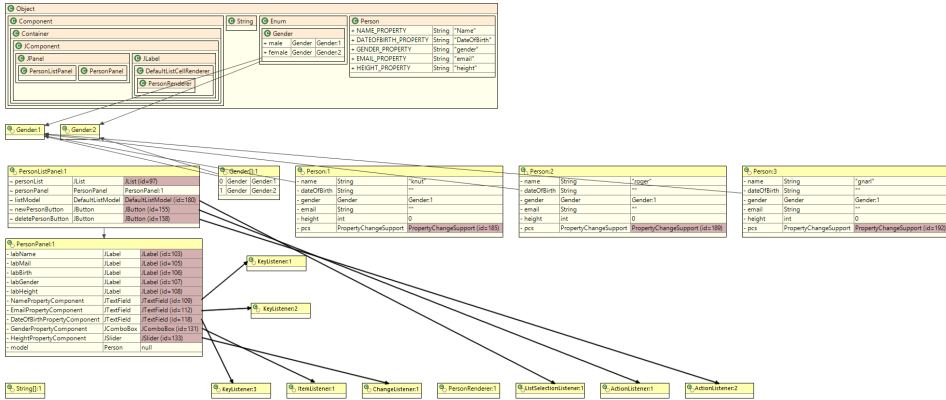 Object
Component
Container
JComponent
JPanel
PersonListPanel
PersonPanel
JLabel
DefaultListCellRenderer
PersonRenderer
String
Enum
Gender
+ male Gender Gender:1
+ female Gender Gender:2
Person
+ NAME_PROPERTY String "Name"
+ DATEOFBIRTH_PROPERTY String "DateOfBirth"
+ GENDER_PROPERTY String "gender"
+ EMAIL_PROPERTY String "email"
+ HEIGHT_PROPERTY String "height"
Gender:1
Gender:2
PersonListPanel:1
- personList JList JList (id=97)
- personPanel PersonPanel PersonPanel:1
- listModel DefaultListModel DefaultListModel (id=180)
- newPersonButton JButton JButton (id=155)
- deletePersonButton JButton JButton (id=158)
Gender[]:1
0 Gender Gender:1
1 Gender Gender:2
Person:1
- name String "knut"
- dateOfBirth String ""
- gender Gender Gender:1
- email String ""
- height int 0
- pcs PropertyChangeSupport PropertyChangeSupport (id=185)
Person:2
- name String "roger"
- dateOfBirth String ""
- gender Gender Gender:1
- email String ""
- height int 0
- pcs PropertyChangeSupport PropertyChangeSupport (id=189)
Person:3
- name String "gnarl"
- dateOfBirth String ""
- gender Gender Gender:1
- email String ""
- height int 0
- pcs PropertyChangeSupport PropertyChangeSupport (id=192)
PersonPanel:1
- labName JLabel JLabel (id=103)
- labMail JLabel JLabel (id=105)
- labBirth JLabel JLabel (id=106)
- labGender JLabel JLabel (id=107)
- labHeight JLabel JLabel (id=108)
- NamePropertyComponent JTextField JTextField (id=109)
- EmailPropertyComponent JTextField JTextField (id=112)
- DateOfBirthPropertyComponent JTextField JTextField (id=118)
- GenderPropertyComponent JComboBox JComboBox (id=131)
- HeightPropertyComponent JSlider JSlider (id=133)
- model Person null
KeyListener:1
KeyListener:2
String[]:1
KeyListener:3
ItemListener:1
ChangeListener:1
PersonRenderer:1
ListSelectionListener:1
ActionListener:1
ActionListener:2